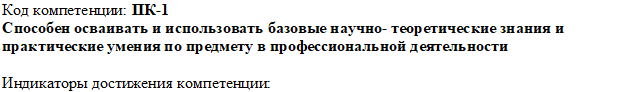 Код компетенции: ПК-1
Способен осваивать и использовать базовые научно- теоретические знания и
практические умения по предмету в профессиональной деятельности
Индикаторы достижения компетенции: